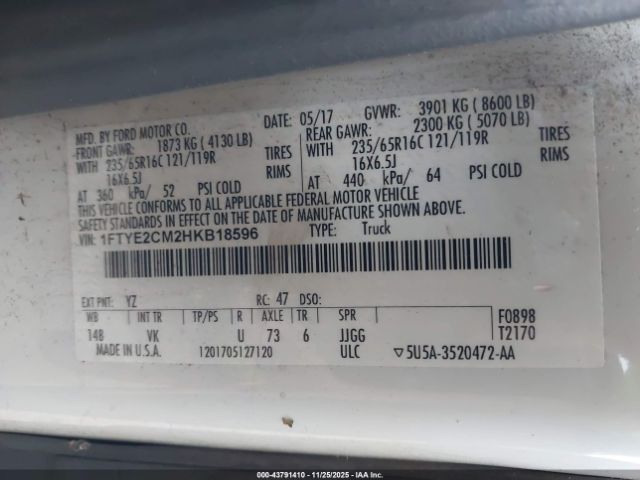 MFD. BY FORD MOTOR CO.
DATE: 05/17 GVWR: 3901 KG ( 8600 LB)
FRONT GAWR: 1873 KG ( 4130 LB)
REAR GAWR: 2300 KG ( 5070 LB)
WITH 235/65R16C 121/119R TIRES
WITH 235/65R16C 121/119R TIRES
16X6.5J RIMS
16X6.5J RIMS
AT 360 kPa/ 52 PSI COLD
AT 440 kPa/ 64 PSI COLD
THIS VEHICLE CONFORMS TO ALL APPLICABLE FEDERAL MOTOR VEHICLE
SAFETY STANDARDS IN EFFECT ON THE DATE OF MANUFACTURE SHOWN ABOVE.
VIN: 1FTYE2CM2HKB18596 TYPE: Truck
EXT PNT: YZ RC: 47 DSO:
WB INT TR TP/PS R AXLE TR SPR F0898
148 VK U 73 6 JJGG T2170
MADE IN U.S.A. 1201705127120 ULC 5U5A-3520472-AA
00-43791410 - 11/25/2025 - IAAI